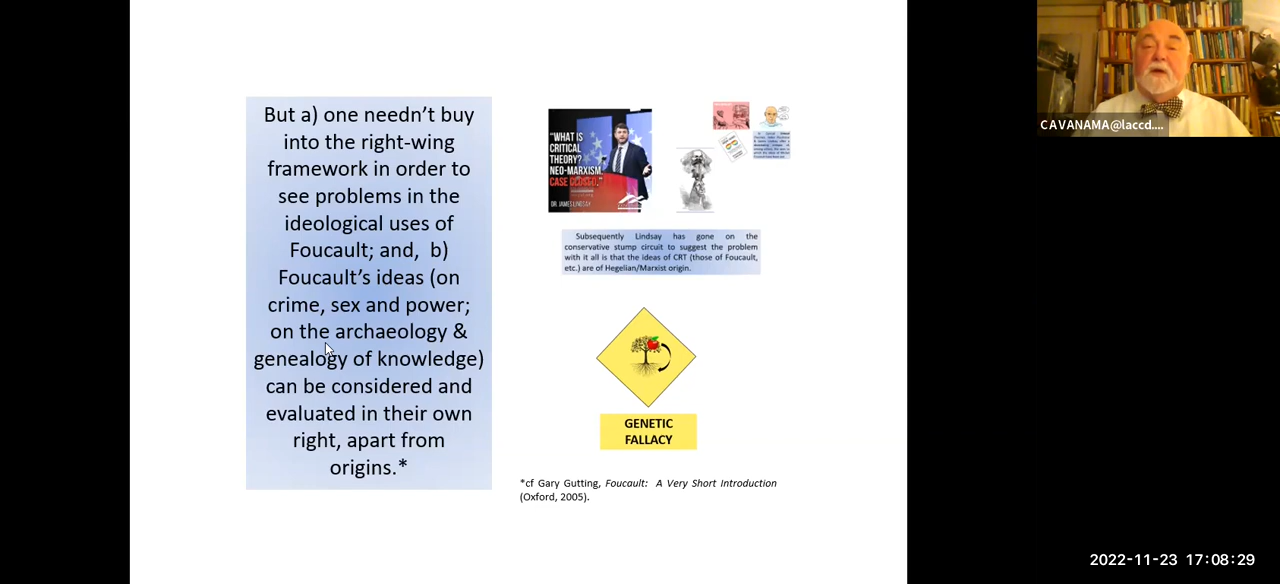 But a) one needn't buy
into the right-wing
framework in order to
see problems in the
ideological uses of
Foucault; and, b)
Foucault's ideas (on
crime, sex and power;
on the archaeology &
genealogy of knowledge)
can be considered and
evaluated in their own
right, apart from
origins.*
"WHAT IS
CRITICAL
THEORY?
NEO-MARXISM.
CASE CLOSED."
DR. JAMES LINDSAY
Subsequently Lindsay has gone on the
conservative stump circuit to suggest the problem
with it all is that the ideas of CRT (those of Foucault,
etc.) are of Hegelian/Marxist origin.
GENETIC
FALLACY
*cf Gary Gutting, Foucault: A Very Short Introduction
(Oxford, 2005).
CAVANAMA@laccd....
2022-11-23 17:08:29